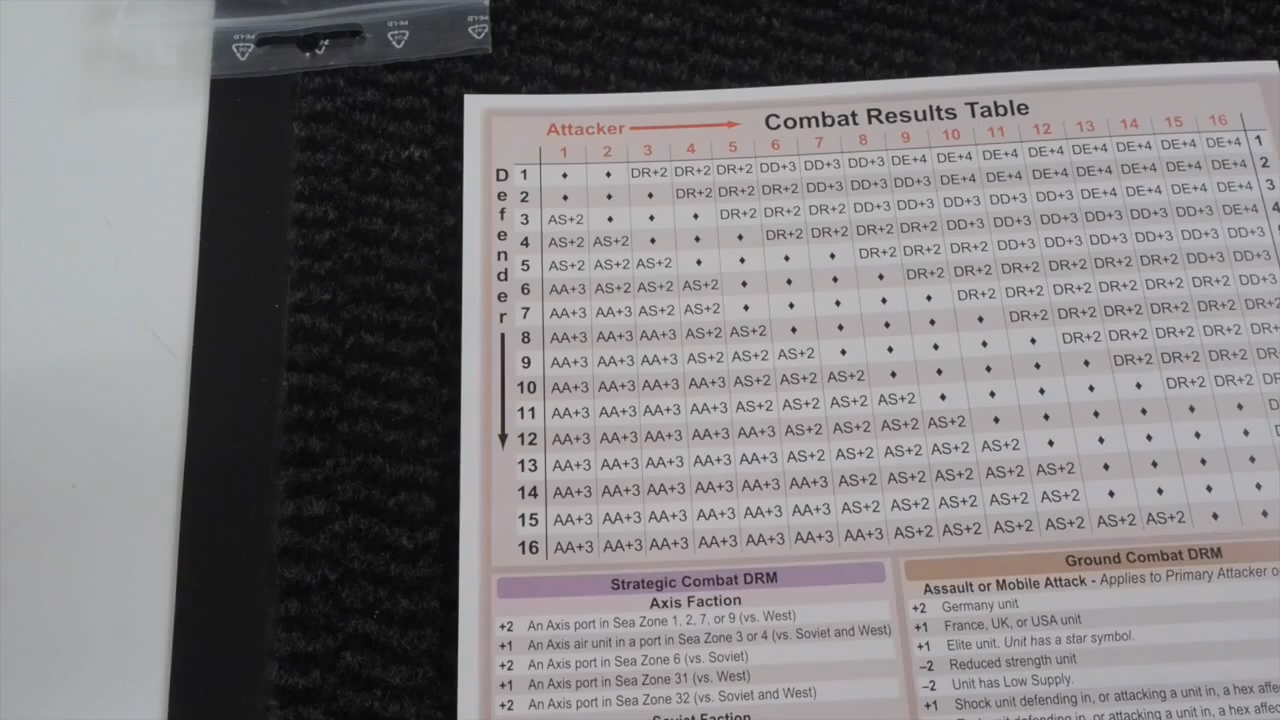 Combat Results Table
Attacker
1 2 3 4 5 6 7 8 9 10 11 12 13 14 15 16
Defender
1 ♦ ♦ DR+2 DR+2 DR+2 DD+3 DD+3 DD+3 DE+4 DE+4 DE+4 DE+4 DE+4 DE+4 DE+4 DE+4 1
2 ♦ ♦ ♦ DR+2 DR+2 DR+2 DD+3 DD+3 DD+3 DE+4 DE+4 DE+4 DE+4 DE+4 DE+4 DE+4 2
3 AS+2 ♦ ♦ ♦ DR+2 DR+2 DR+2 DD+3 DD+3 DD+3 DD+3 DE+4 DE+4 DE+4 DE+4 DE+4 3
4 AS+2 AS+2 ♦ ♦ ♦ DR+2 DR+2 DR+2 DR+2 DD+3 DD+3 DD+3 DD+3 DD+3 DD+3 DE+4 4
5 AS+2 AS+2 AS+2 ♦ ♦ ♦ ♦ DR+2 DR+2 DR+2 DD+3 DD+3 DD+3 DD+3 DD+3 DD+3
6 AA+3 AS+2 AS+2 AS+2 ♦ ♦ ♦ ♦ DR+2 DR+2 DR+2 DR+2 DR+2 DR+2 DD+3 DD+3
7 AA+3 AA+3 AS+2 AS+2 ♦ ♦ ♦ ♦ ♦ DR+2 DR+2 DR+2 DR+2 DR+2 DR+2 DD+3
8 AA+3 AA+3 AA+3 AS+2 AS+2 ♦ ♦ ♦ ♦ ♦ DR+2 DR+2 DR+2 DR+2 DR+2 DR+2
9 AA+3 AA+3 AA+3 AS+2 AS+2 AS+2 ♦ ♦ ♦ ♦ ♦ DR+2 DR+2 DR+2 DR+2 DR+
10 AA+3 AA+3 AA+3 AA+3 AS+2 AS+2 AS+2 ♦ ♦ ♦ ♦ ♦ DR+2 DR+2 DR+2 DR
11 AA+3 AA+3 AA+3 AA+3 AS+2 AS+2 AS+2 AS+2 ♦ ♦ ♦ ♦ ♦ DR+2 DR+2 DR
12 AA+3 AA+3 AA+3 AA+3 AA+3 AS+2 AS+2 AS+2 AS+2 ♦ ♦ ♦ ♦ ♦ ♦ D
13 AA+3 AA+3 AA+3 AA+3 AA+3 AS+2 AS+2 AS+2 AS+2 AS+2 ♦ ♦ ♦ ♦ ♦
14 AA+3 AA+3 AA+3 AA+3 AA+3 AA+3 AS+2 AS+2 AS+2 AS+2 AS+2 ♦ ♦ ♦ ♦
15 AA+3 AA+3 AA+3 AA+3 AA+3 AA+3 AS+2 AS+2 AS+2 AS+2 AS+2 ♦ ♦ ♦ ♦
16 AA+3 AA+3 AA+3 AA+3 AA+3 AA+3 AA+3 AS+2 AS+2 AS+2 AS+2 AS+2 AS+2 ♦ ♦
Strategic Combat DRM
Axis Faction
+2 An Axis port in Sea Zone 1, 2, 7, or 9 (vs. West)
+1 An Axis air unit in a port in Sea Zone 3 or 4 (vs. Soviet and West)
+2 An Axis port in Sea Zone 6 (vs. Soviet)
+1 An Axis port in Sea Zone 31 (vs. West)
+2 An Axis port in Sea Zone 32 (vs. Soviet and West)
Soviet Faction
Ground Combat DRM
Assault or Mobile Attack - Applies to Primary Attacker o
+2 Germany unit
+1 France, UK, or USA unit
+1 Elite unit. Unit has a star symbol.
–2 Reduced strength unit
–2 Unit has Low Supply.
+1 Shock unit defending in, or attacking a unit in, a hex affe
unit defending in, or attacking a unit in, a hex affec
PE-LD
PE-LD
PE-LD